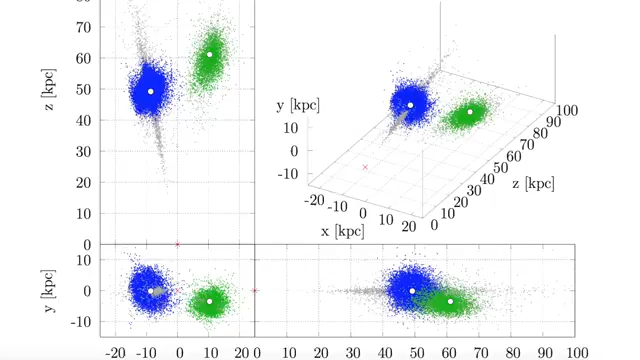 80
70
60
50
40
30
20
10
0
z [kpc]
y [kpc]
10
0
-10
-20 -10 0 10 20
x [kpc]
0 10 20 30 40 50 60 70 80 90 100
z [kpc]
y [kpc]
10
0
-10
-20 -10 0 10 20 0 10 20 30 40 50 60 70 80 90 100